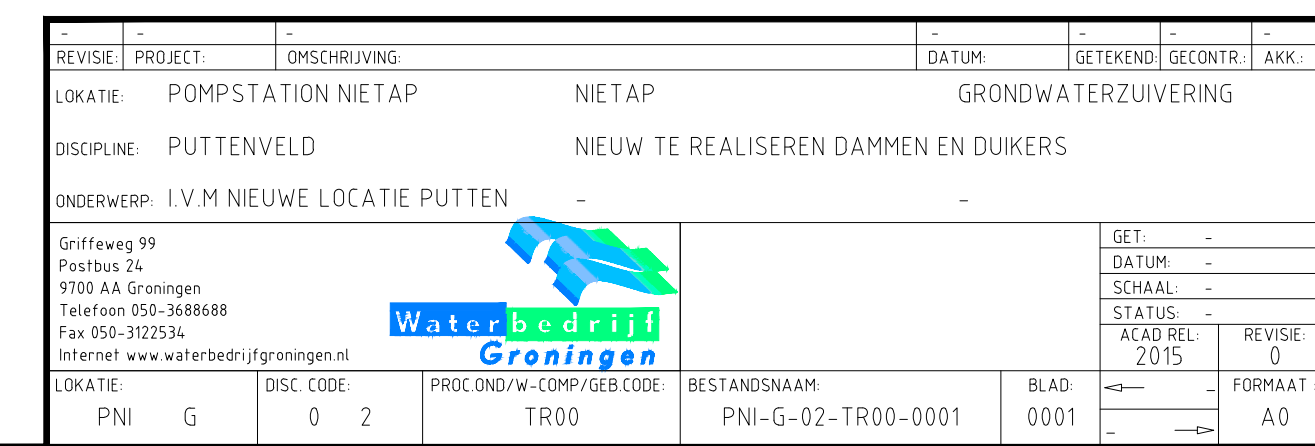 - - - - - - -
REVISIE: PROJECT: OMSCHRIJVING: DATUM: GETEKEND: GECONTR.: AKK.:
LOKATIE: POMPSTATION NIETAP NIETAP GRONDWATERZUIVERING
DISCIPLINE: PUTTENVELD NIEUW TE REALISEREN DAMMEN EN DUIKERS
ONDERWERP: I.V.M NIEUWE LOCATIE PUTTEN - -
Griffeweg 99
Postbus 24
9700 AA Groningen
Telefoon 050-3688688
Fax 050-3122534
Internet www.waterbedrijfgroningen.nl
Waterbedrijf
Groningen
GET: -
DATUM: -
SCHAAL: -
STATUS: -
ACAD REL: REVISIE:
2015 0
LOKATIE: DISC. CODE: PROC.OND/W-COMP/GEB.CODE: BESTANDSNAAM: BLAD: - FORMAAT :
PNI G 0 2 TR00 PNI-G-02-TR00-0001 0001 - A0